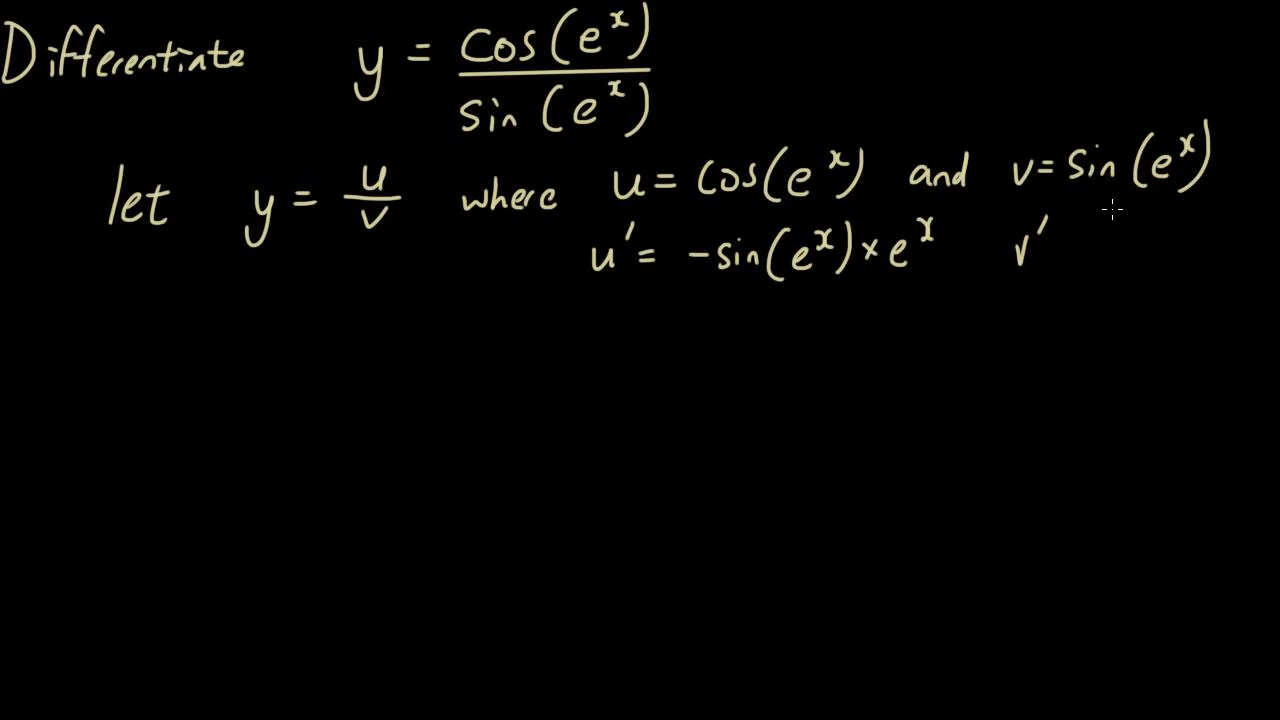 Differentiate y = cos(e^x) / sin(e^x)
let y = u/v where u = cos(e^x) and v = sin(e^x)
u' = -sin(e^x) × e^x v'